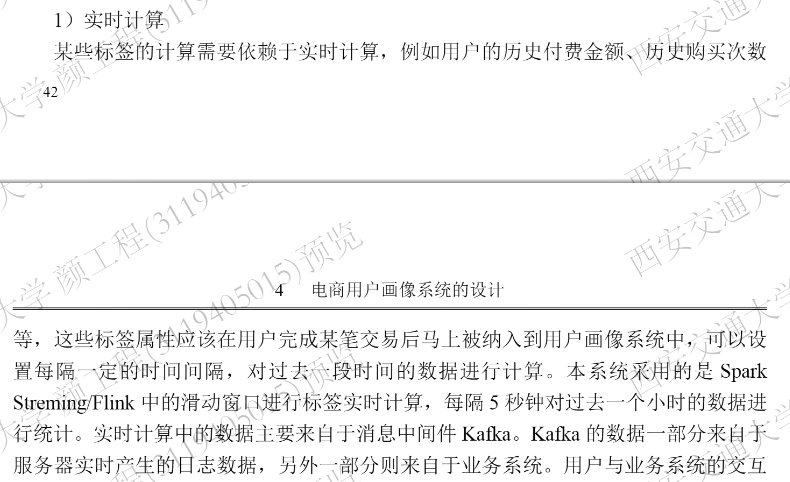 1）实时计算
某些标签的计算需要依赖于实时计算，例如用户的历史付费金额、历史购买次数
42
4 电商用户画像系统的设计
等，这些标签属性应该在用户完成某笔交易后马上被纳入到用户画像系统中，可以设
置每隔一定的时间间隔，对过去一段时间的数据进行计算。本系统采用的是 Spark
Streming/Flink 中的滑动窗口进行标签实时计算，每隔 5 秒钟对过去一个小时的数据进
行统计。实时计算中的数据主要来自于消息中间件 Kafka。Kafka 的数据一部分来自于
服务器实时产生的日志数据，另外一部分则来自于业务系统。用户与业务系统的交互
西安交通大学 颜工程(3119405015) 预览